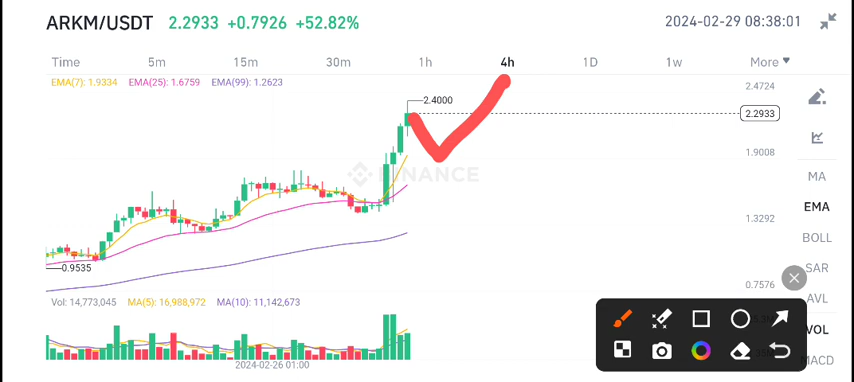 ARKM/USDT 2.2933 +0.7926 +52.82% 2024-02-29 08:38:01
Time 5m 15m 30m 1h 4h 1D 1w More
EMA(7): 1.9334 EMA(25): 1.6759 EMA(99): 1.2623
2.4724
2.4000
2.2933
1.9008
BINANCE
MA
EMA
1.3292
BOLL
SAR
0.9535
0.7576
AVL
Vol: 14,773,045 MA(5): 16,988,972 MA(10): 11,142,673
VOL
MACD
2024-02-26 01:00